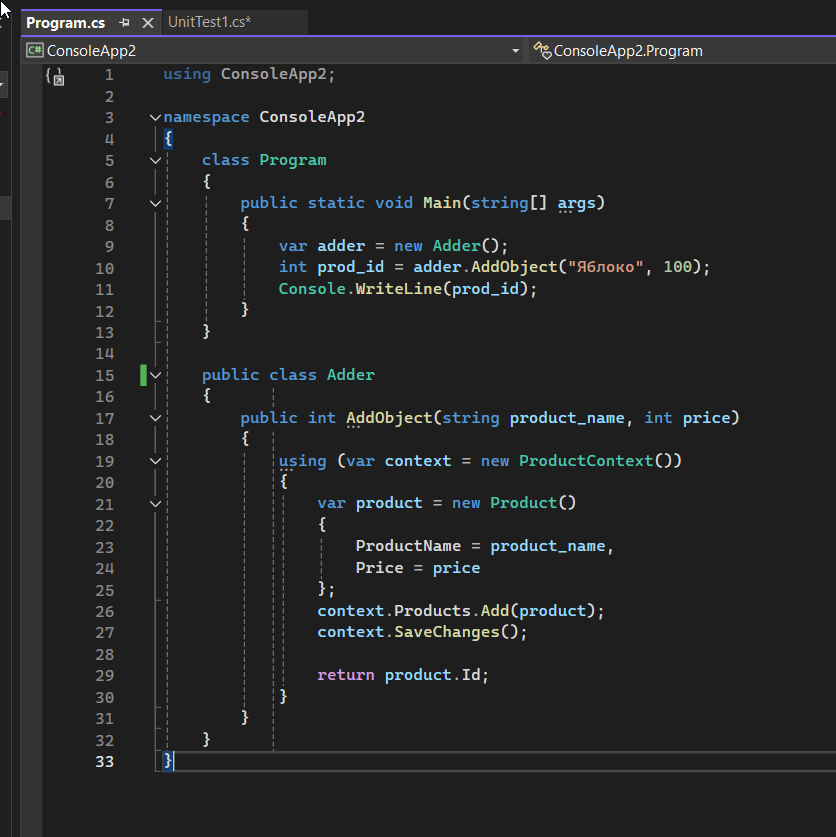 Program.cs UnitTest1.cs*
C# ConsoleApp2 ConsoleApp2.Program
1 using ConsoleApp2;
2
3 namespace ConsoleApp2
4 {
5 class Program
6 {
7 public static void Main(string[] args)
8 {
9 var adder = new Adder();
10 int prod_id = adder.AddObject("Яблоко", 100);
11 Console.WriteLine(prod_id);
12 }
13 }
14
15 public class Adder
16 {
17 public int AddObject(string product_name, int price)
18 {
19 using (var context = new ProductContext())
20 {
21 var product = new Product()
22 {
23 ProductName = product_name,
24 Price = price
25 };
26 context.Products.Add(product);
27 context.SaveChanges();
28
29 return product.Id;
30 }
31 }
32 }
33 }